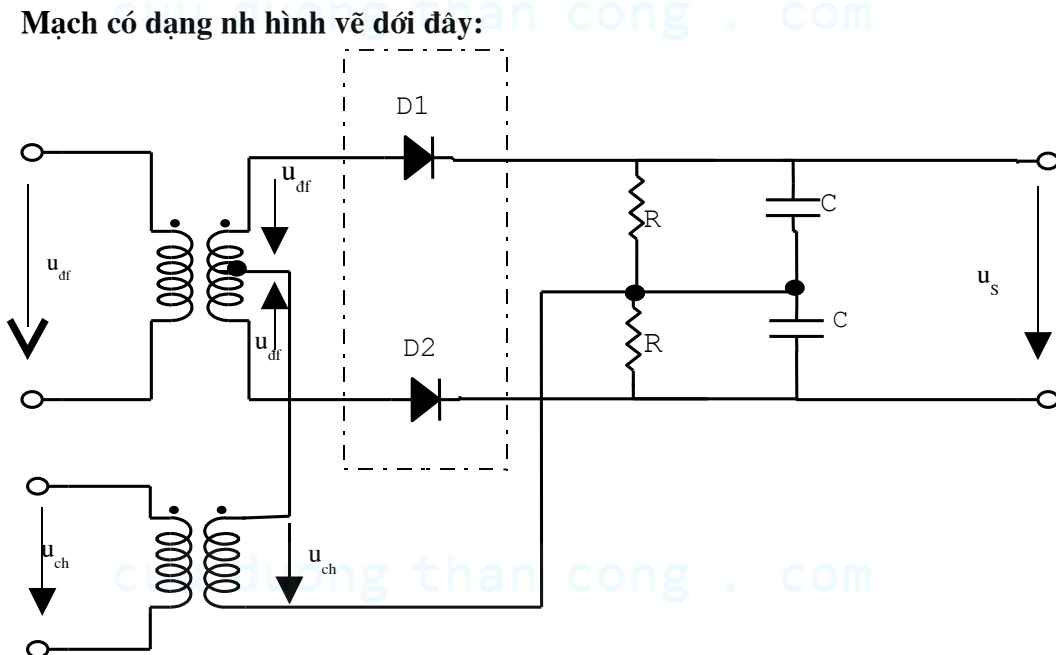 cuu duong than cong . com
Mạch có dạng nh hình vẽ dới đây:
D1
u đf
R
C
u đf
u S
u đf
D2
R
C
u ch
u ch
cuu duong than cong . com